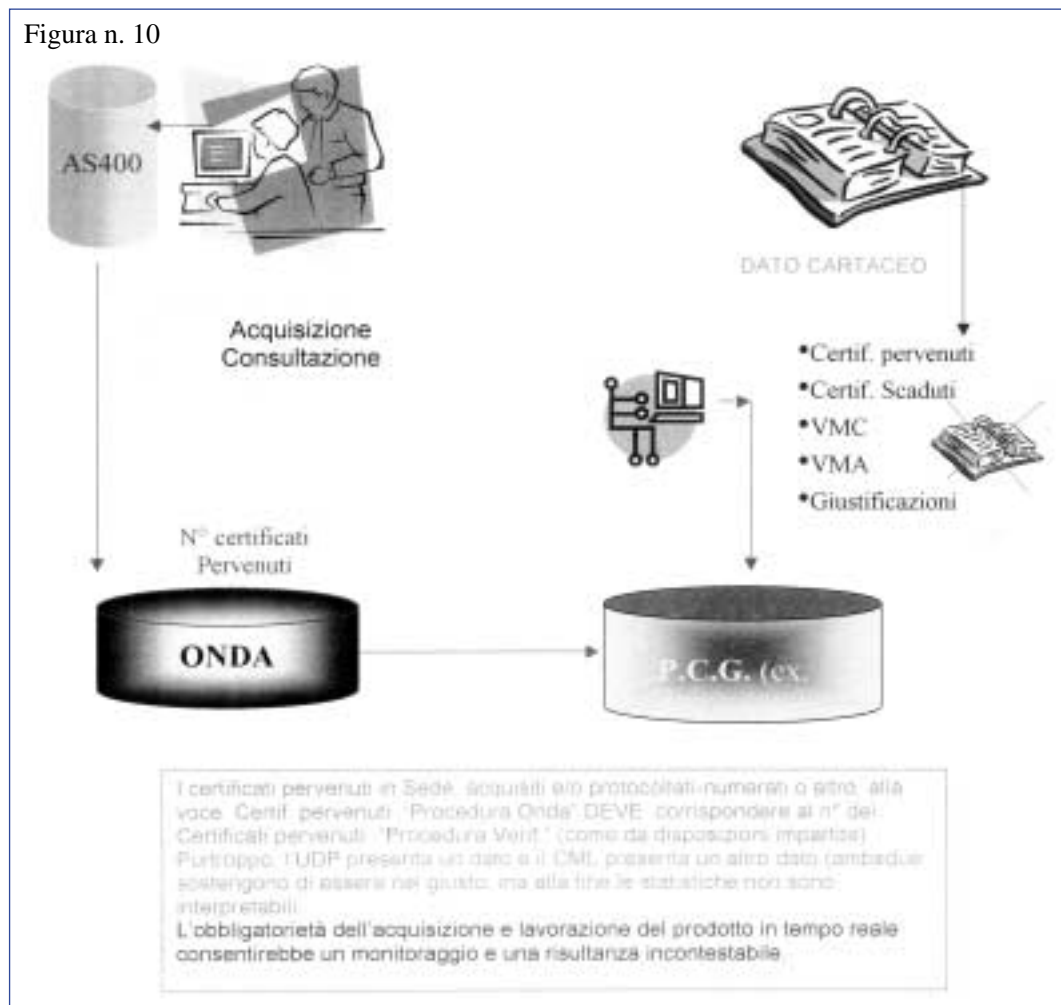 Figura n. 10
AS400
DATO CARTACEO
Acquisizione
Consultazione
•Certif. pervenuti
•Certif. Scaduti
•VMC
•VMA
•Giustificazioni
N° certificati
Pervenuti
ONDA
P.C.G. (ex.
I certificati pervenuti in Sede, acquisiti e/o protocollati-numerati o altro, alla
voce Certif. pervenuti "Procedura Onda" DEVE corrispondere al n° dei
Certificati pervenuti "Procedura Verif." (come da disposizioni impartite)
Purtroppo, l'UDP presenta un dato e il CML presenta un altro dato (ambedue
sostengono di essere nel giusto, ma alla fine le statistiche non sono
interpretabili.
L'obbligatorietà dell'acquisizione e lavorazione del prodotto in tempo reale
consentirebbe un monitoraggio e una risultanza incontestabile.